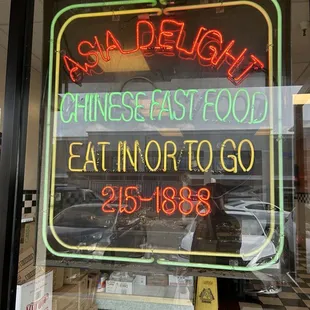 ASIA DELIGHT
CHINESE FAST FOOD
EAT IN OR TO GO
215-1888